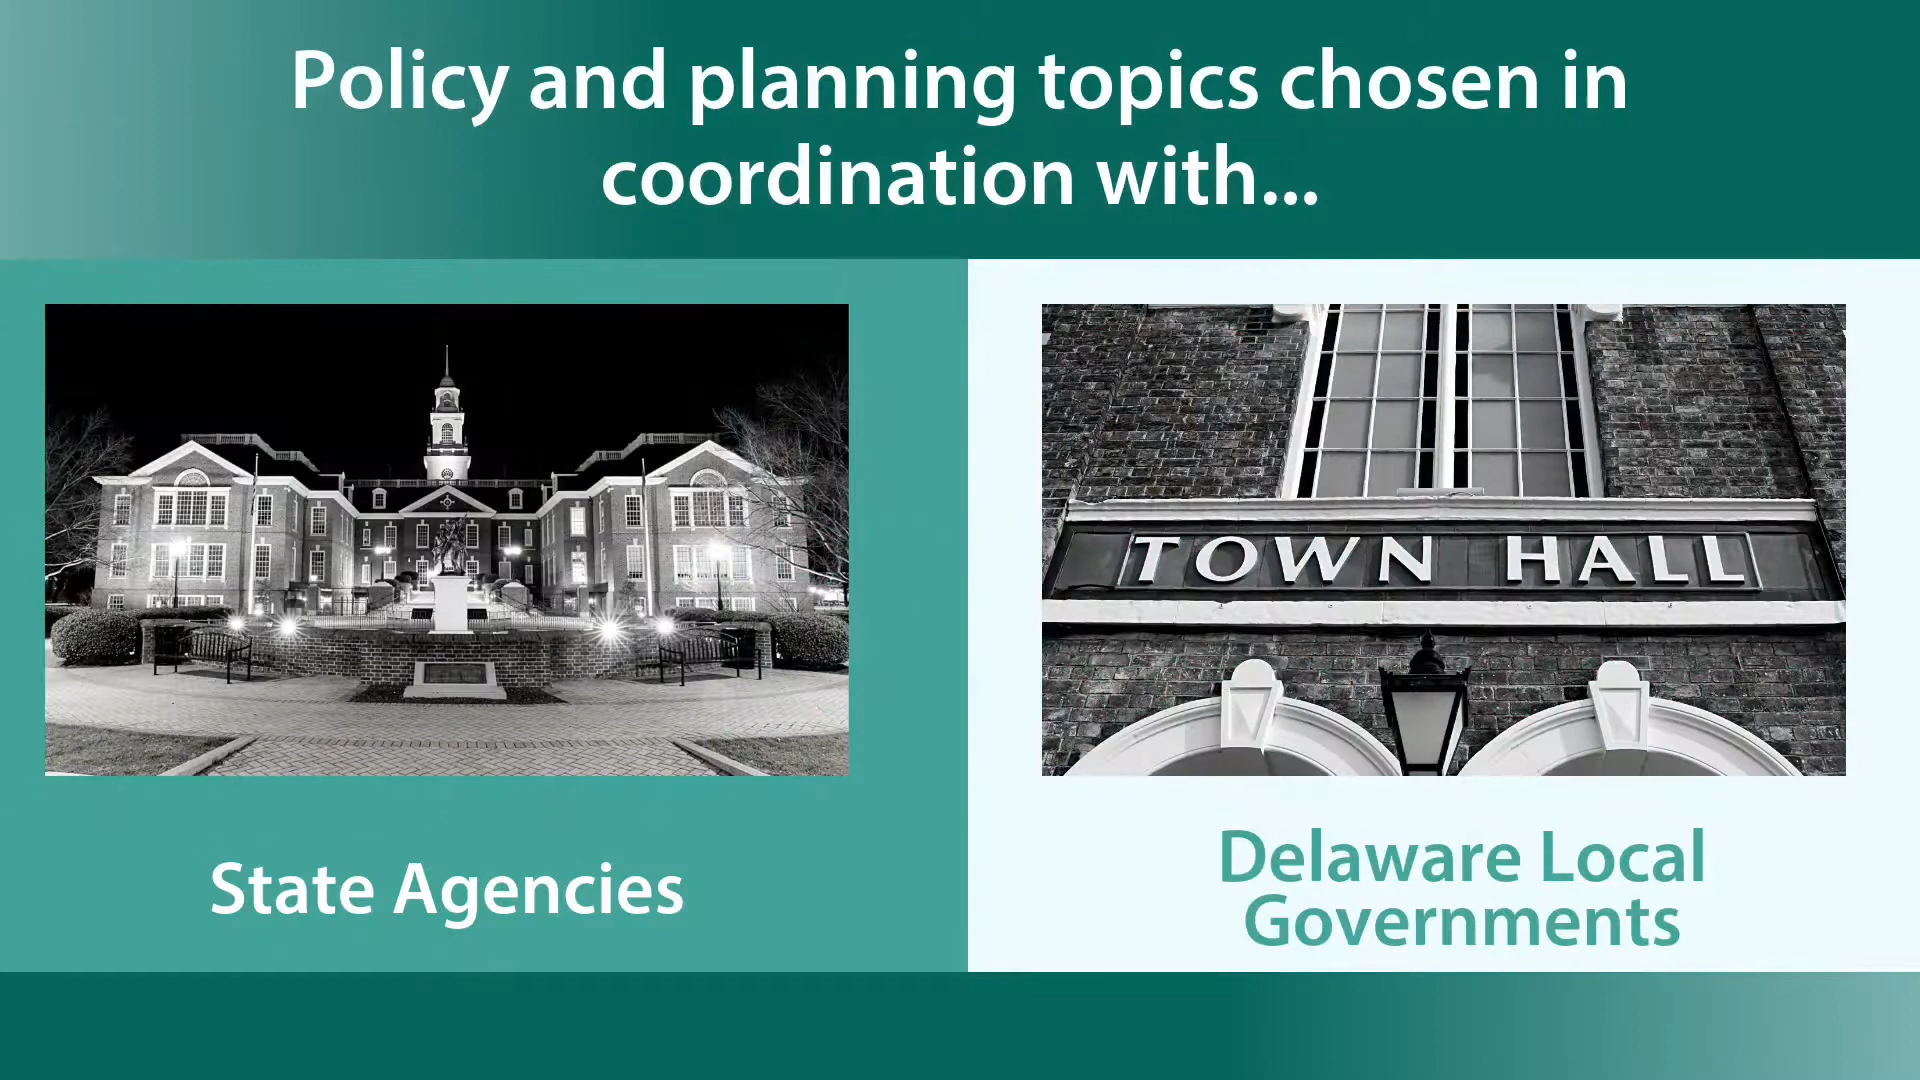 Policy and planning topics chosen in
coordination with...
TOWN HALL
State Agencies
Delaware Local
Governments